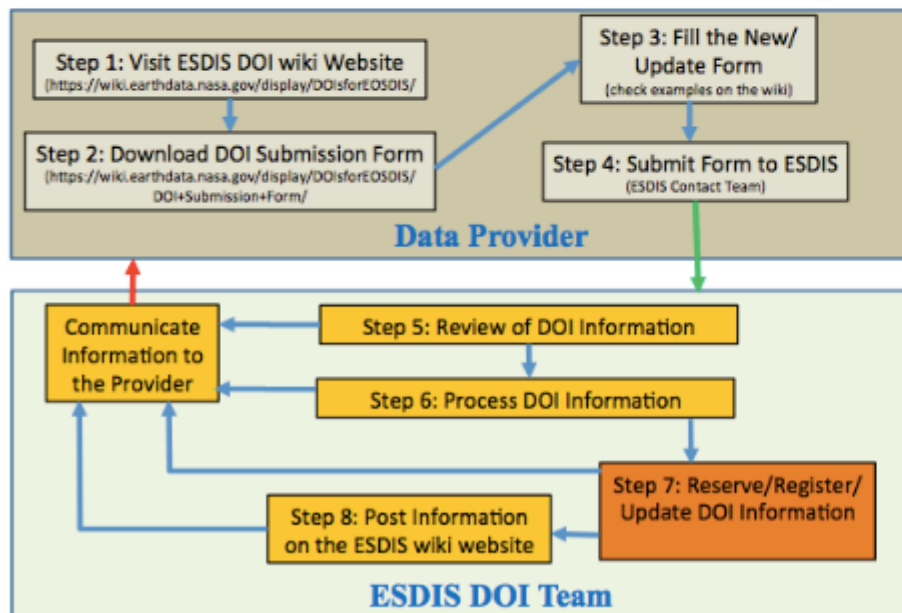 Step 1: Visit ESDIS DOI wiki Website
(https://wiki.earthdata.nasa.gov/display/DOIsforEOSDIS/
Step 2: Download DOI Submission Form
(https://wiki.earthdata.nasa.gov/display/DOIsforEOSDIS/
DOI+Submission+Form/
Step 3: Fill the New/
Update Form
(check examples on the wiki)
Step 4: Submit Form to ESDIS
(ESDIS Contact Team)
Data Provider
Communicate
Information to
the Provider
Step 5: Review of DOI Information
Step 6: Process DOI Information
Step 7: Reserve/Register/
Update DOI Information
Step 8: Post Information
on the ESDIS wiki website
ESDIS DOI Team